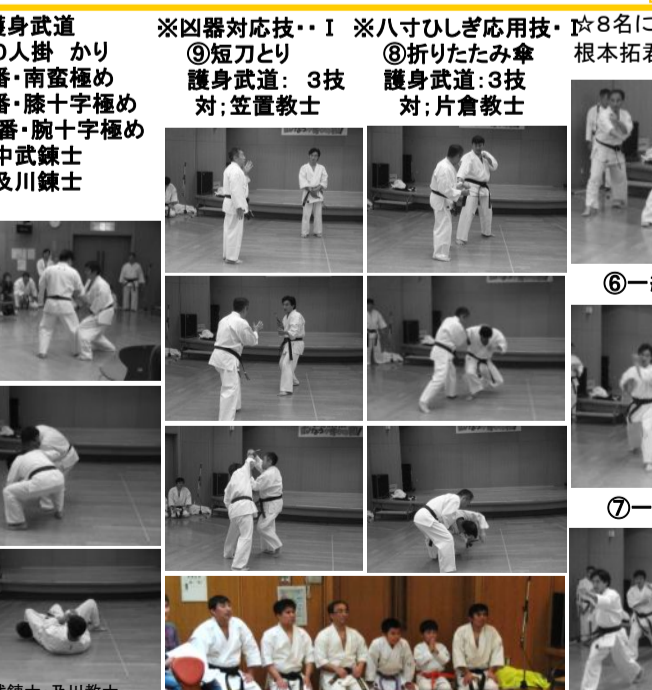 護身武道
0人掛 かり
番・南蛮極め
番・膝十字極め
番・腕十字極め
中武錬士
及川錬士
※凶器対応技・・Ⅰ
⑨短刀とり
護身武道: 3技
対;笠置教士
※八寸ひしぎ応用技・Ⅰ
⑧折りたたみ傘
護身武道:3技
対;片倉教士
☆8名に
根本拓君
⑥一
⑦一